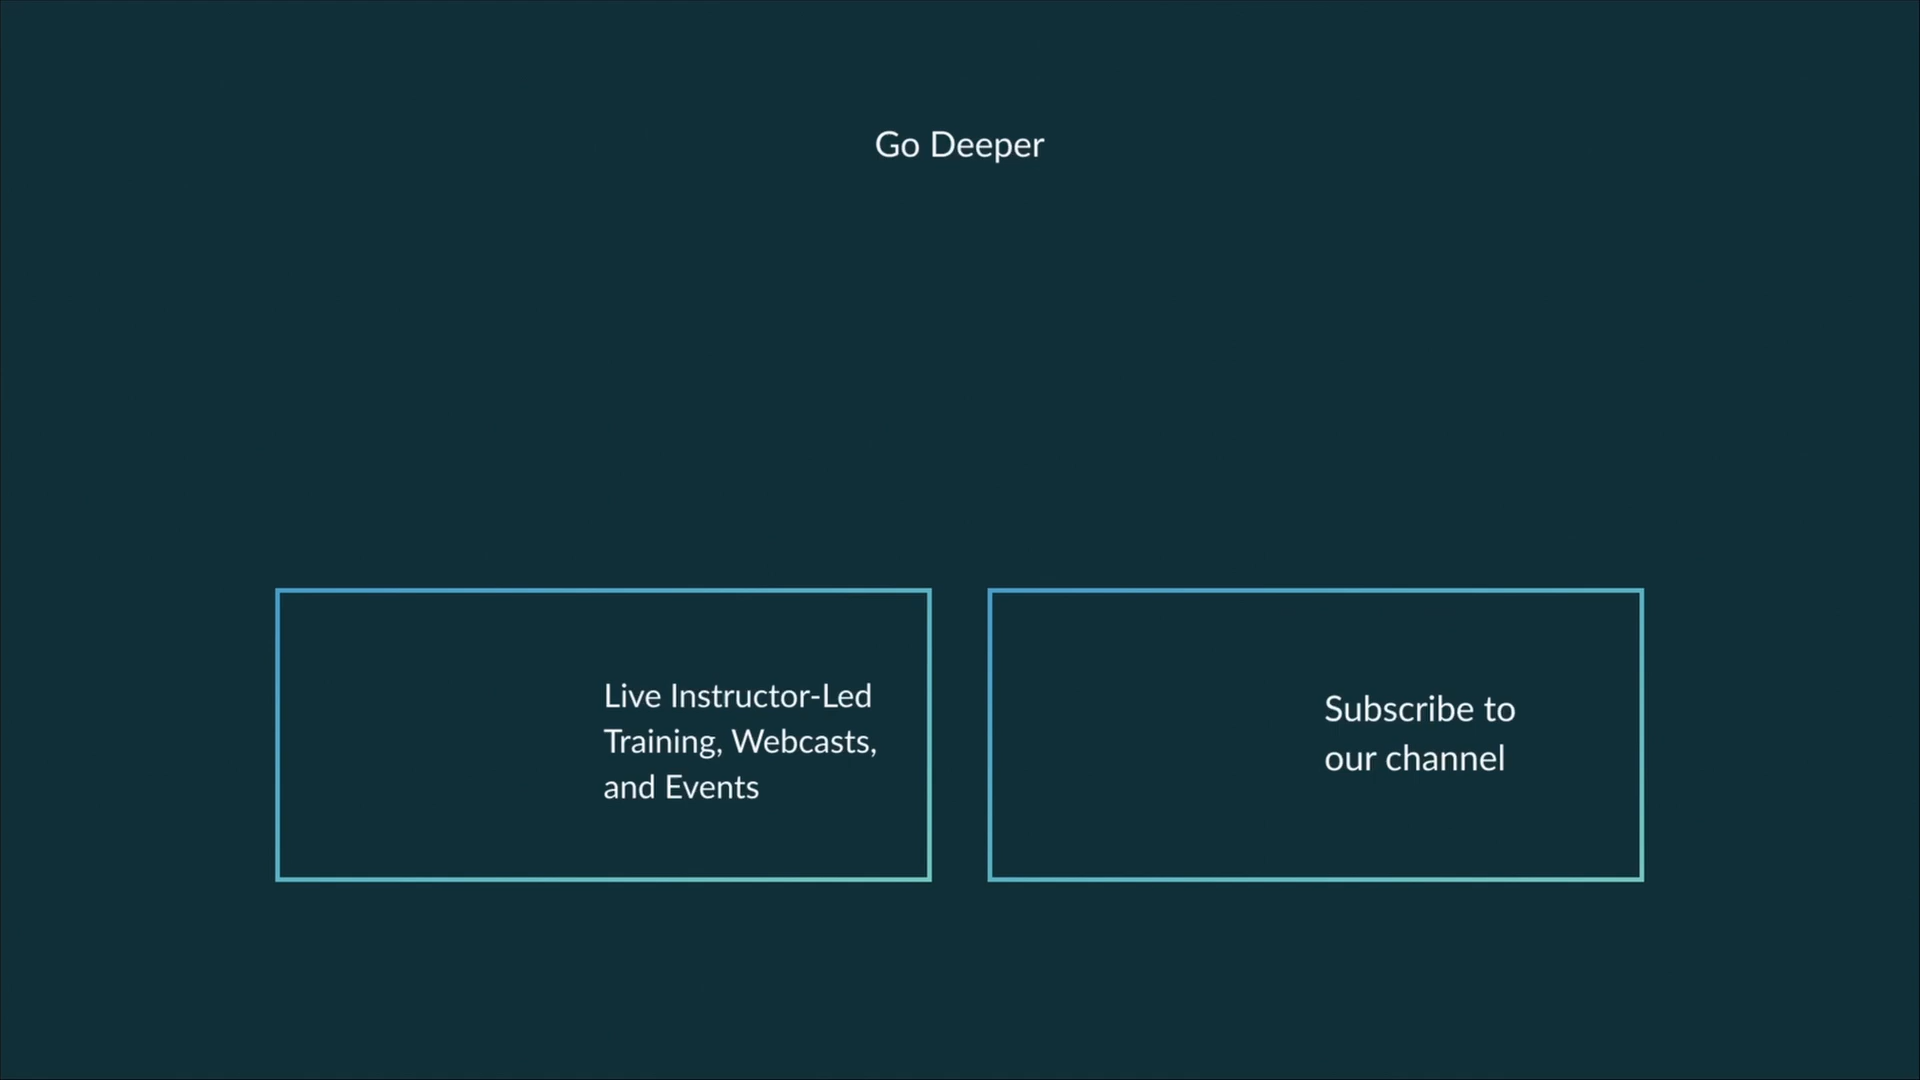 Go Deeper
Live Instructor-Led
Training, Webcasts,
and Events
Subscribe to
our channel